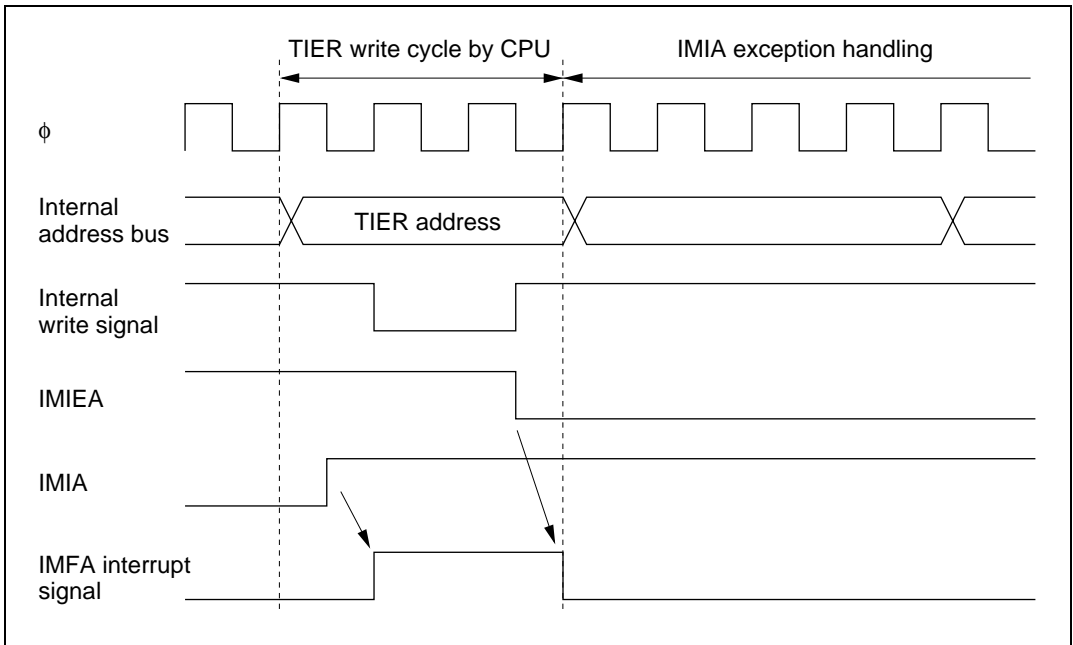 TIER write cycle by CPU
IMIA exception handling
ϕ
Internal
address bus
TIER address
Internal
write signal
IMIEA
IMIA
IMFA interrupt
signal